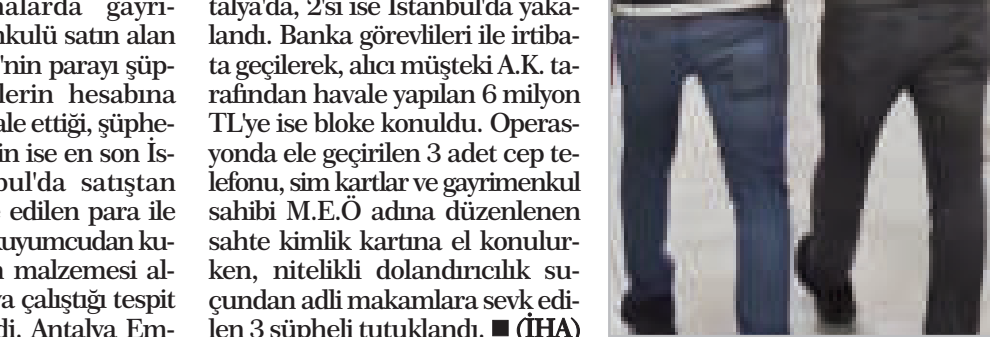 malarda gayri-
nkulü satın alan
'nin parayı şüp-
lerin hesabına
ale ettiği, şüphe-
in ise en son İs-
bul'da satıştan
e edilen para ile
kuyumcudan ku-
m malzemesi al-
ya çalıştığı tespit
di. Antalya Em-
talya'da, 2'si ise İstanbul'da yaka-
landı. Banka görevlileri ile irtiba-
ta geçilerek, alıcı müşteki A.K. ta-
rafından havale yapılan 6 milyon
TL'ye ise bloke konuldu. Operas-
yonda ele geçirilen 3 adet cep te-
lefonu, sim kartlar ve gayrimenkul
sahibi M.E.Ö adına düzenlenen
sahte kimlik kartına el konulur-
ken, nitelikli dolandırıcılık su-
çundan adli makamlara sevk edi-
len 3 şüpheli tutuklandı. ■ (İHA)